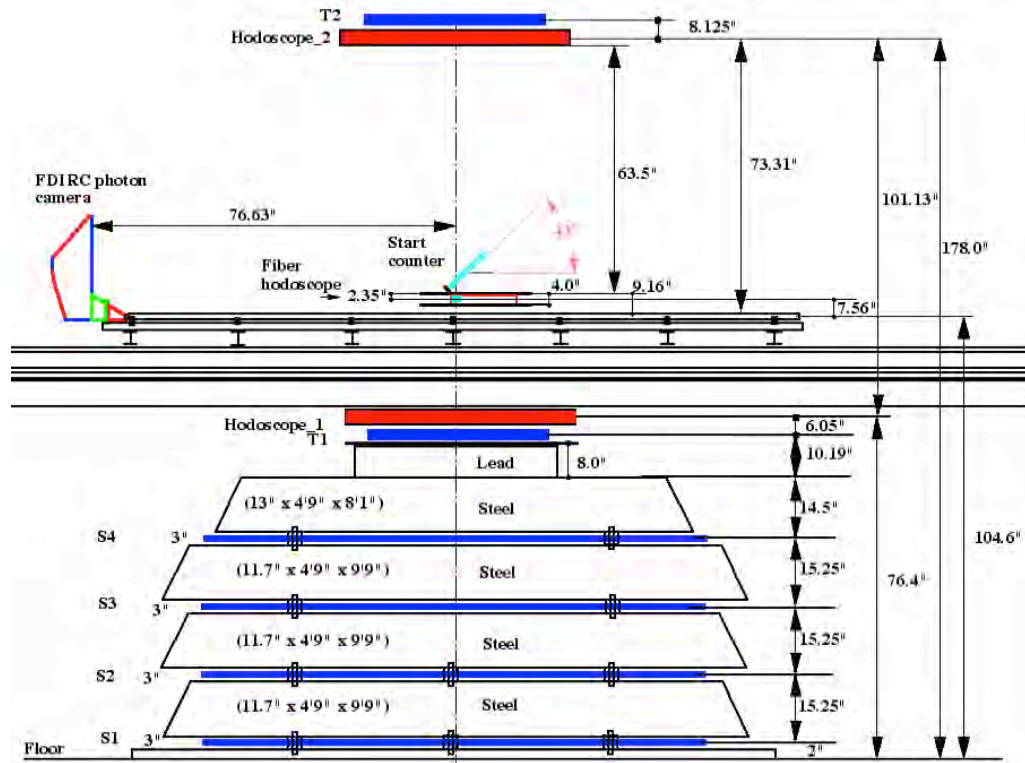 T2
8.125"
Hodoscope_2
63.5"
73.31"
FDIRC photon
camera
101.13"
76.63"
178.0"
Start
counter
Fiber
hodoscope
2.35"
4.0"
9.16"
7.56"
Hodoscope_1
6.05"
T1
10.19"
Lead
8.0"
(13" x 4'9" x 8'1")
Steel
14.5"
S4
3"
104.6"
(11.7" x 4'9" x 9'9")
Steel
15.25"
76.4"
S3
3"
(11.7" x 4'9" x 9'9")
Steel
15.25"
S2
3"
(11.7" x 4'9" x 9'9")
Steel
15.25"
S1
3"
Floor
2"